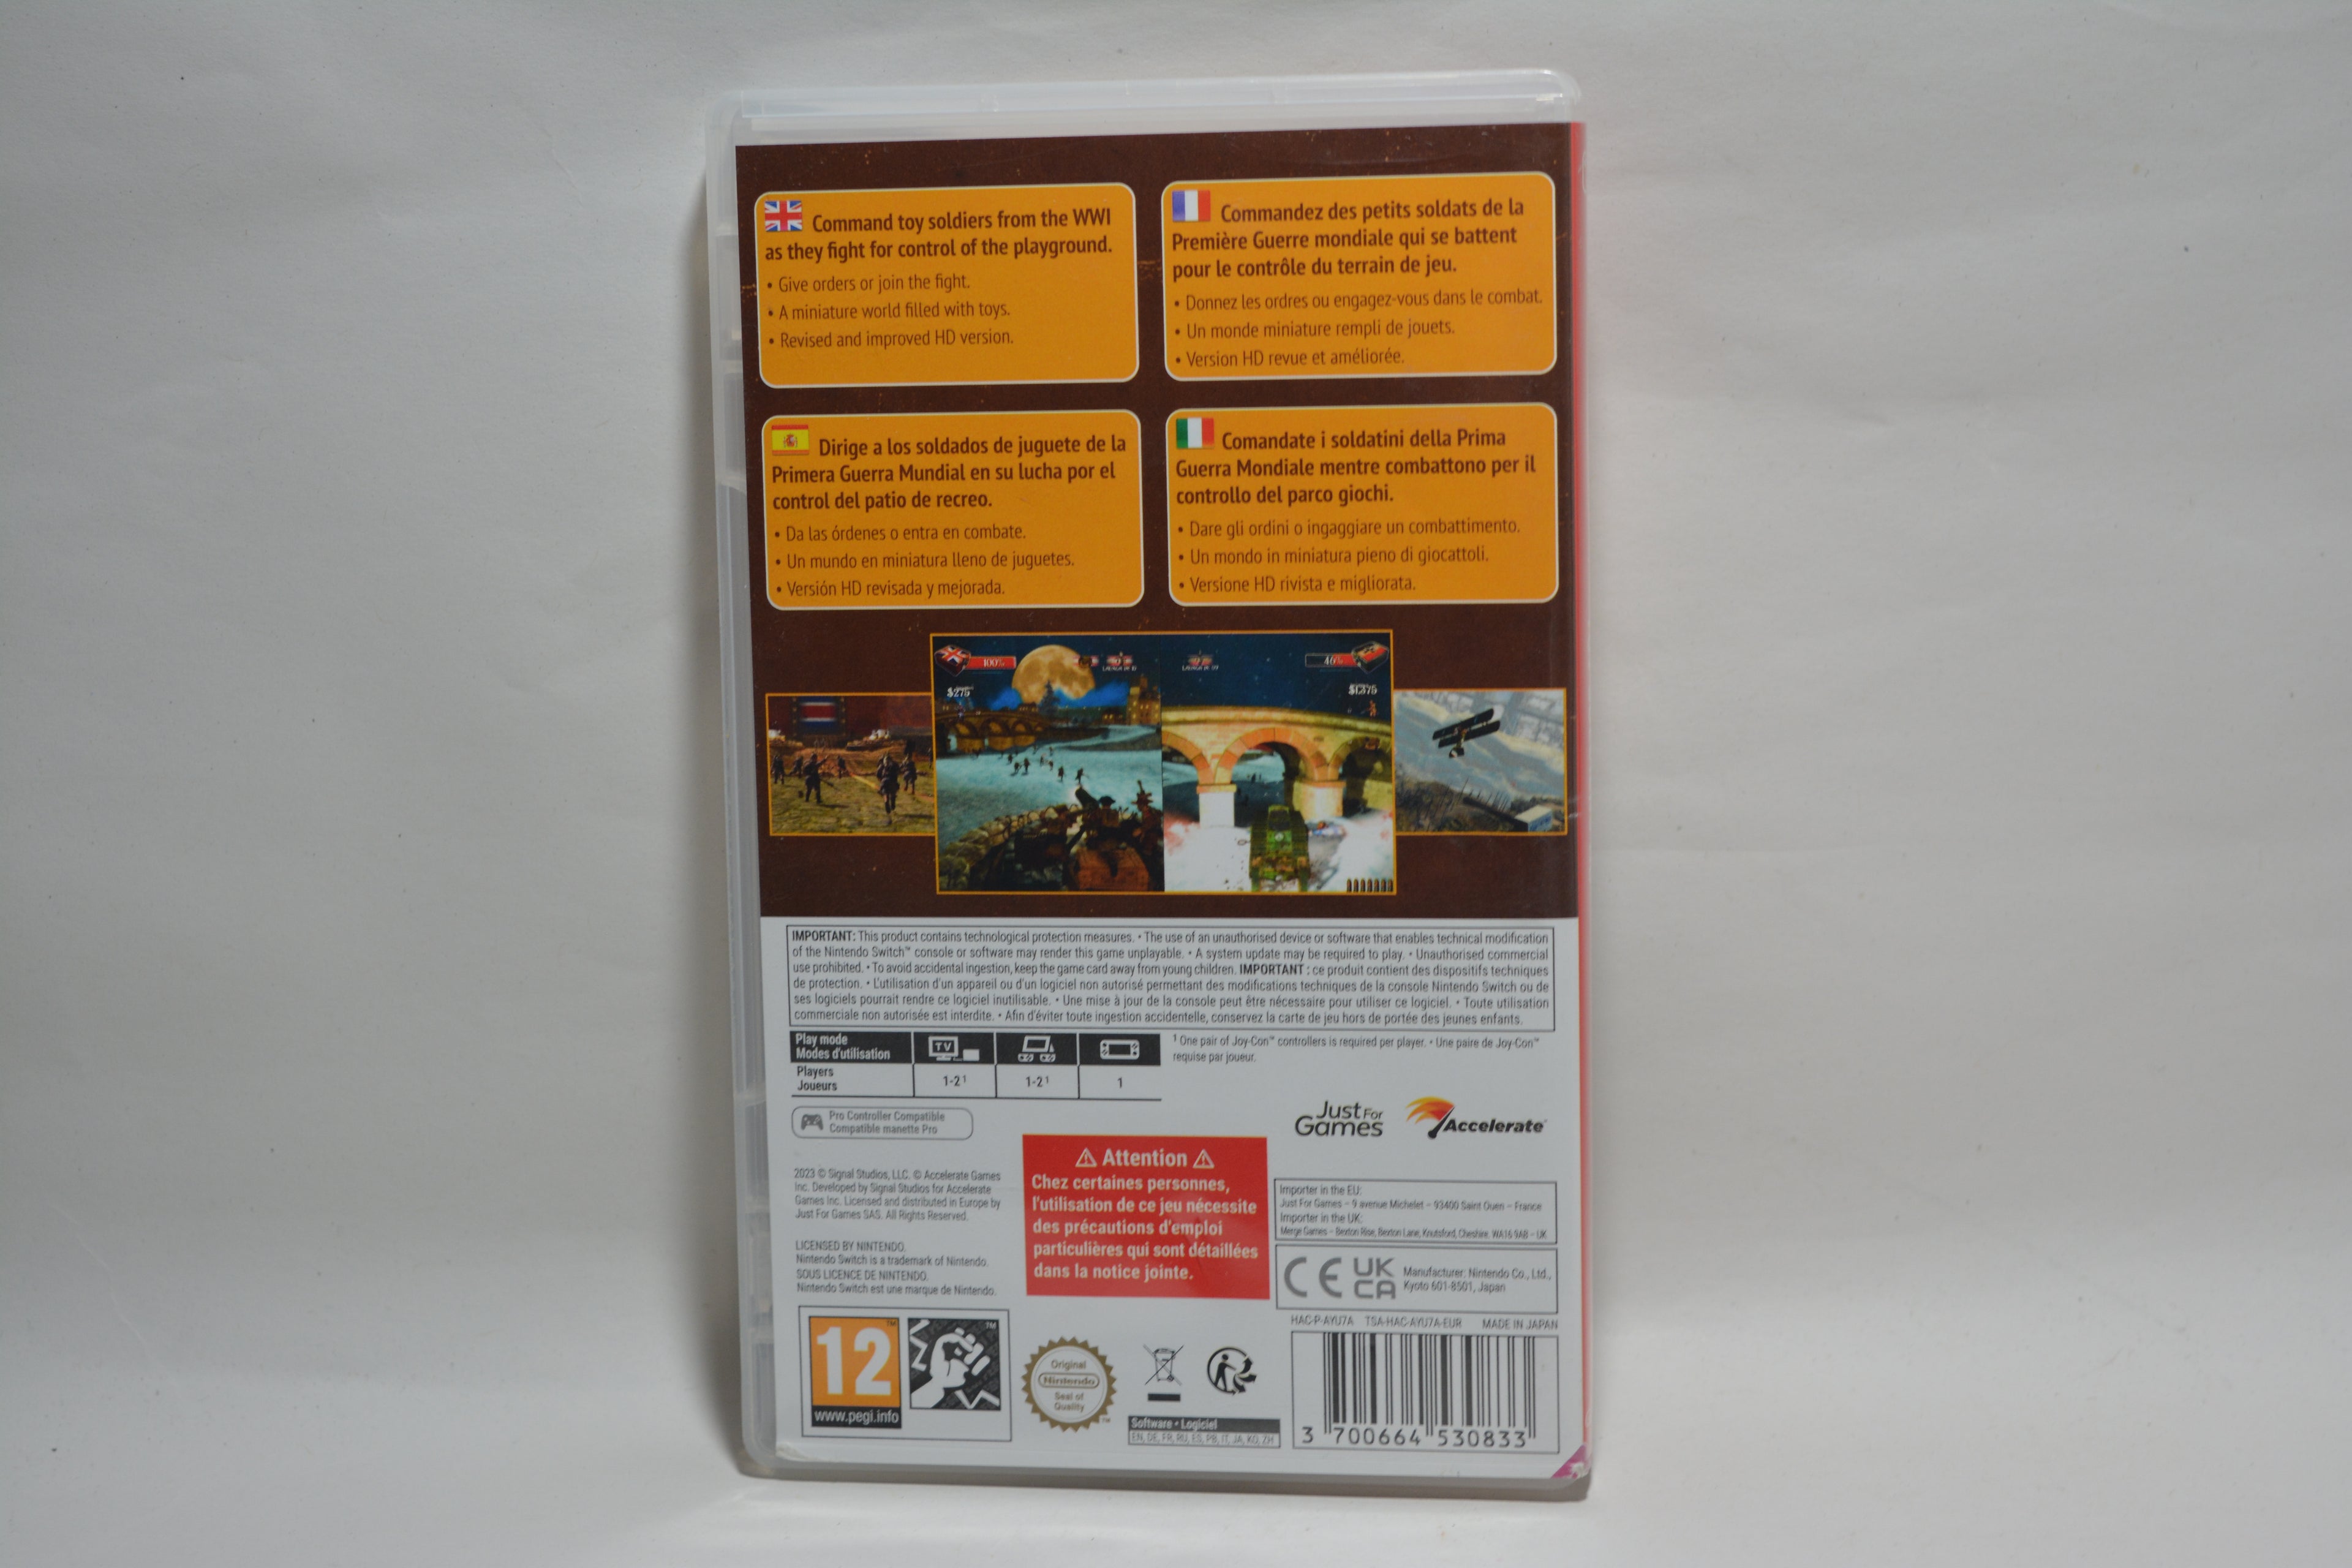 Command toy soldiers from the WWI
as they fight for control of the playground.
• Give orders or join the fight.
• A miniature world filled with toys.
• Revised and improved HD version.
Commandez des petits soldats de la
Première Guerre mondiale qui se battent
pour le contrôle du terrain de jeu.
• Donnez les ordres ou engagez-vous dans le combat.
• Un monde miniature rempli de jouets.
• Version HD revue et améliorée.
Dirige a los soldados de juguete de la
Primera Guerra Mundial en su lucha por el
control del patio de recreo.
• Da las órdenes o entra en combate.
• Un mundo en miniatura lleno de juguetes.
• Versión HD revisada y mejorada.
Comandate i soldatini della Prima
Guerra Mondiale mentre combattono per il
controllo del parco giochi.
• Dare gli ordini o ingaggiare un combattimento.
• Un mondo in miniatura pieno di giocattoli.
• Versione HD rivista e migliorata.
100%
46%
$275
$1,375
IMPORTANT: This product contains technological protection measures. • The use of an unauthorised device or software that enables technical modification
of the Nintendo Switch™ console or software may render this game unplayable. • A system update may be required to play. • Unauthorised commercial
use prohibited. • To avoid accidental ingestion, keep the game card away from young children. IMPORTANT : ce produit contient des dispositifs techniques
de protection. • L'utilisation d'un appareil ou d'un logiciel non autorisé permettant des modifications techniques de la console Nintendo Switch ou de
ses logiciels pourrait rendre ce logiciel inutilisable. • Une mise à jour de la console peut être nécessaire pour utiliser ce logiciel. • Toute utilisation
commerciale non autorisée est interdite. • Afin d'éviter toute ingestion accidentelle, conservez la carte de jeu hors de portée des jeunes enfants.
Play mode
Modes d'utilisation
TV
Players
Joueurs
1-2¹
1-2¹
1
¹ One pair of Joy-Con™ controllers is required per player. • Une paire de Joy-Con™
requise par joueur.
Pro Controller Compatible
Compatible manette Pro
Just For
Games
Accelerate
2023 © Signal Studios, LLC. © Accelerate Games
Inc. Developed by Signal Studios for Accelerate
Games Inc. Licensed and distributed in Europe by
Just For Games SAS. All Rights Reserved.
LICENSED BY NINTENDO.
Nintendo Switch is a trademark of Nintendo.
SOUS LICENCE DE NINTENDO.
Nintendo Switch est une marque de Nintendo.
Attention
Chez certaines personnes,
l'utilisation de ce jeu nécessite
des précautions d'emploi
particulières qui sont détaillées
dans la notice jointe.
Importer in the EU:
Just For Games – 9 avenue Michelet – 93400 Saint Ouen – France
Importer in the UK:
Merge Games – Bexton Rise, Bexton Lane, Knutsford, Cheshire. WA16 9AB – UK
CE
UK
CA
Manufacturer: Nintendo Co., Ltd.,
Kyoto 601-8501, Japan
HAC-P-AYU7A TSA-HAC-AYU7A-EUR MADE IN JAPAN
12
www.pegi.info
Original
Nintendo
Seal of
Quality
Software • Logiciel
EN, DE, FR, RU, ES, PB, IT, JA, KO, ZH
3 700664 530833